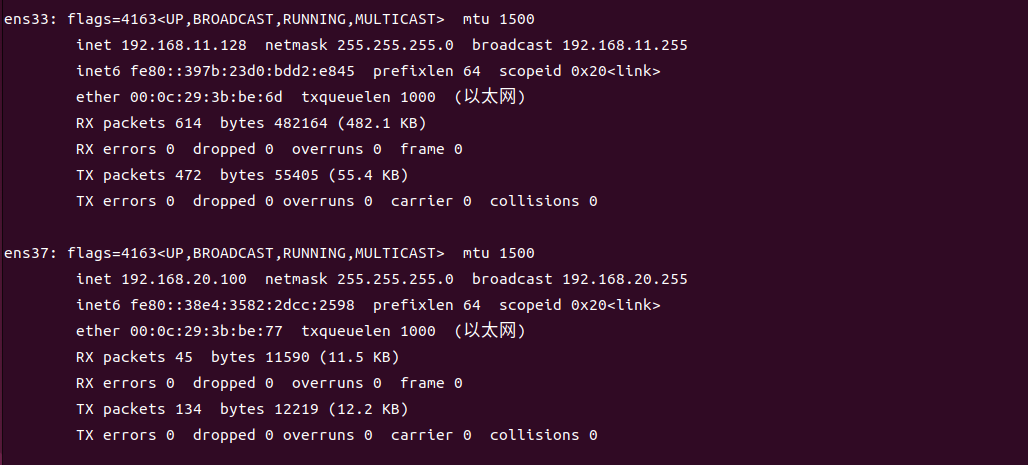 ens33: flags=4163<UP,BROADCAST,RUNNING,MULTICAST>  mtu 1500
        inet 192.168.11.128  netmask 255.255.255.0  broadcast 192.168.11.255
        inet6 fe80::397b:23d0:bdd2:e845  prefixlen 64  scopeid 0x20<link>
        ether 00:0c:29:3b:be:6d  txqueuelen 1000  (以太网)
        RX packets 614  bytes 482164 (482.1 KB)
        RX errors 0  dropped 0  overruns 0  frame 0
        TX packets 472  bytes 55405 (55.4 KB)
        TX errors 0  dropped 0 overruns 0  carrier 0  collisions 0

ens37: flags=4163<UP,BROADCAST,RUNNING,MULTICAST>  mtu 1500
        inet 192.168.20.100  netmask 255.255.255.0  broadcast 192.168.20.255
        inet6 fe80::38e4:3582:2dcc:2598  prefixlen 64  scopeid 0x20<link>
        ether 00:0c:29:3b:be:77  txqueuelen 1000  (以太网)
        RX packets 45  bytes 11590 (11.5 KB)
        RX errors 0  dropped 0  overruns 0  frame 0
        TX packets 134  bytes 12219 (12.2 KB)
        TX errors 0  dropped 0 overruns 0  carrier 0  collisions 0